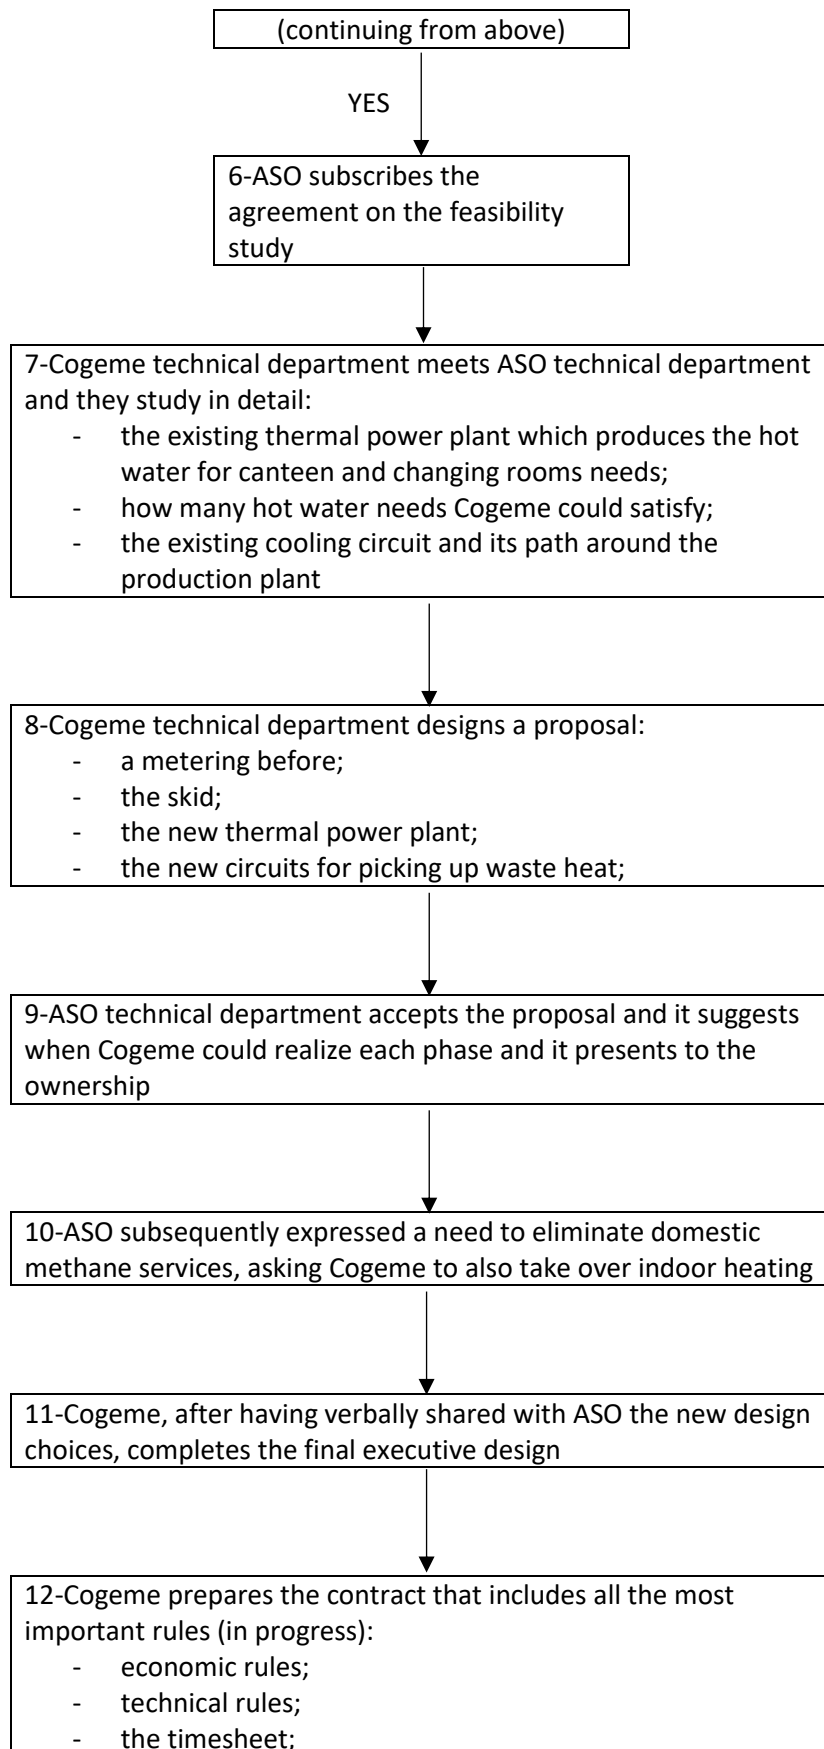 (continuing from above)
YES
6-ASO subscribes the
agreement on the feasibility
study
7-Cogeme technical department meets ASO technical department
and they study in detail:
- the existing thermal power plant which produces the hot
water for canteen and changing rooms needs;
- how many hot water needs Cogeme could satisfy;
- the existing cooling circuit and its path around the
production plant
8-Cogeme technical department designs a proposal:
- a metering before;
- the skid;
- the new thermal power plant;
- the new circuits for picking up waste heat;
9-ASO technical department accepts the proposal and it suggests
when Cogeme could realize each phase and it presents to the
ownership
10-ASO subsequently expressed a need to eliminate domestic
methane services, asking Cogeme to also take over indoor heating
11-Cogeme, after having verbally shared with ASO the new design
choices, completes the final executive design
12-Cogeme prepares the contract that includes all the most
important rules (in progress):
- economic rules;
- technical rules;
- the timesheet;